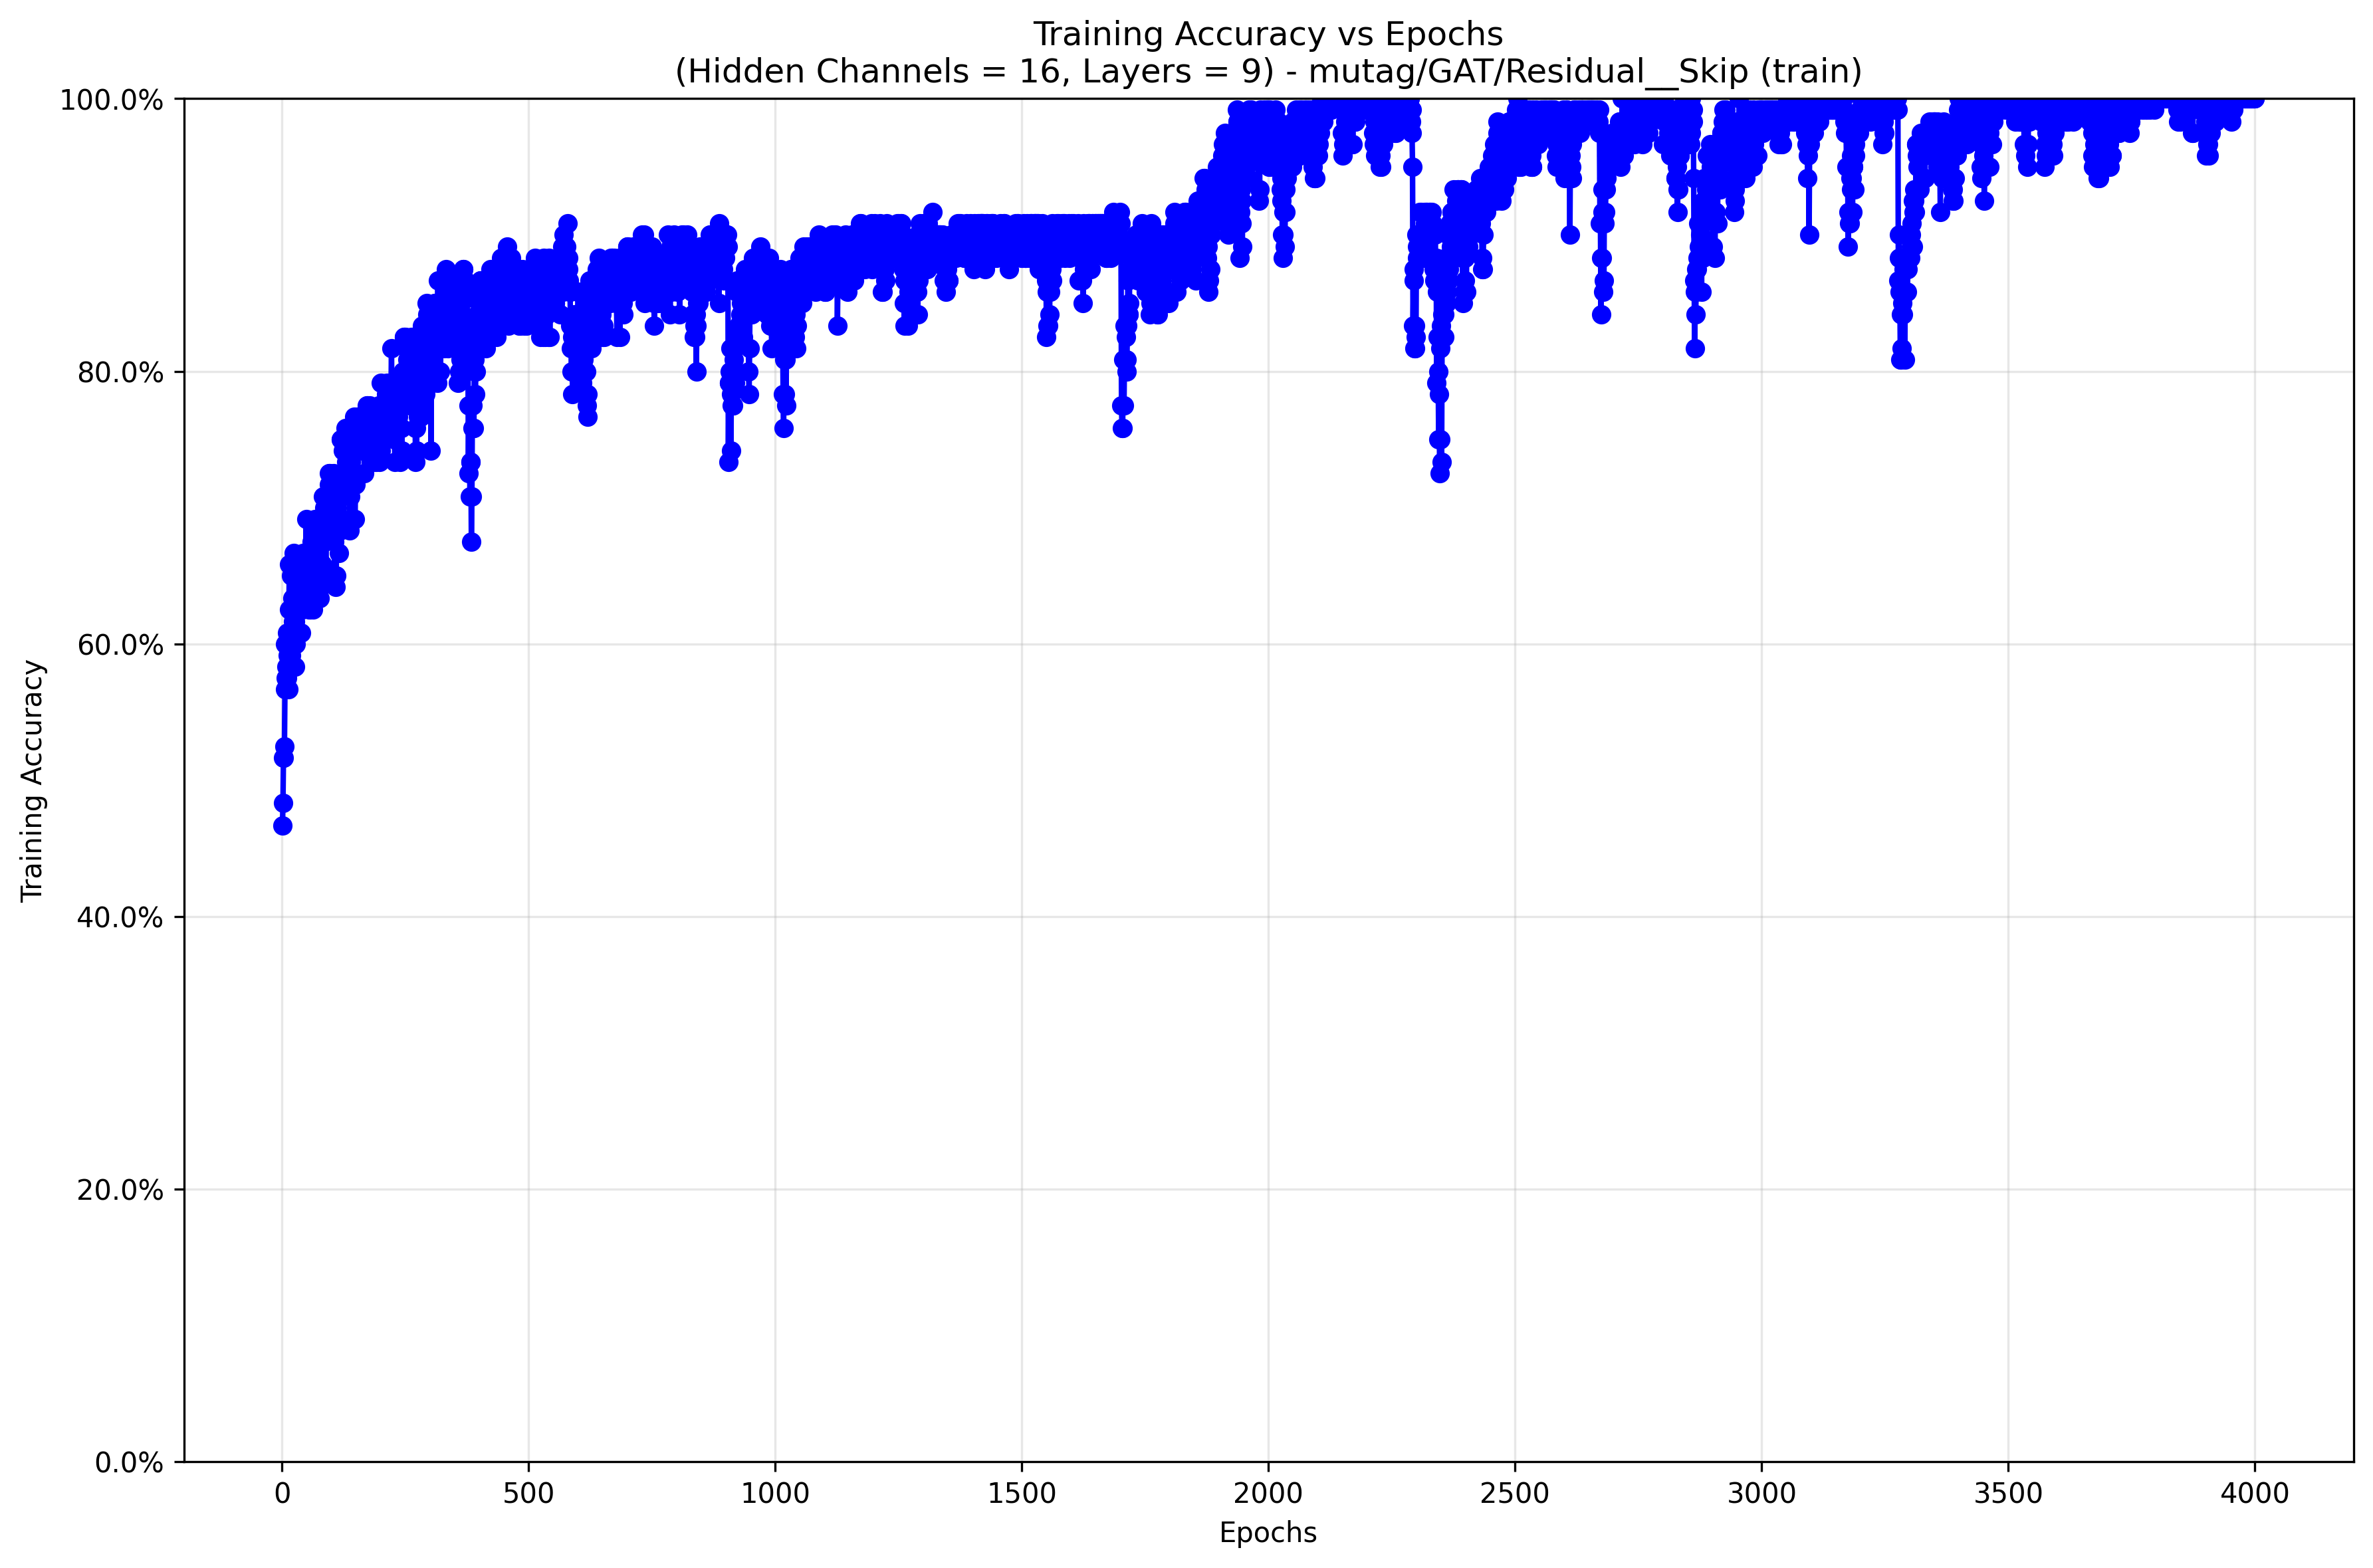 Training Accuracy vs Epochs
(Hidden Channels = 16, Layers = 9) - mutag/GAT/Residual__Skip (train)
100.0%
80.0%
60.0%
40.0%
20.0%
0.0%
Training Accuracy
0 500 1000 1500 2000 2500 3000 3500 4000
Epochs